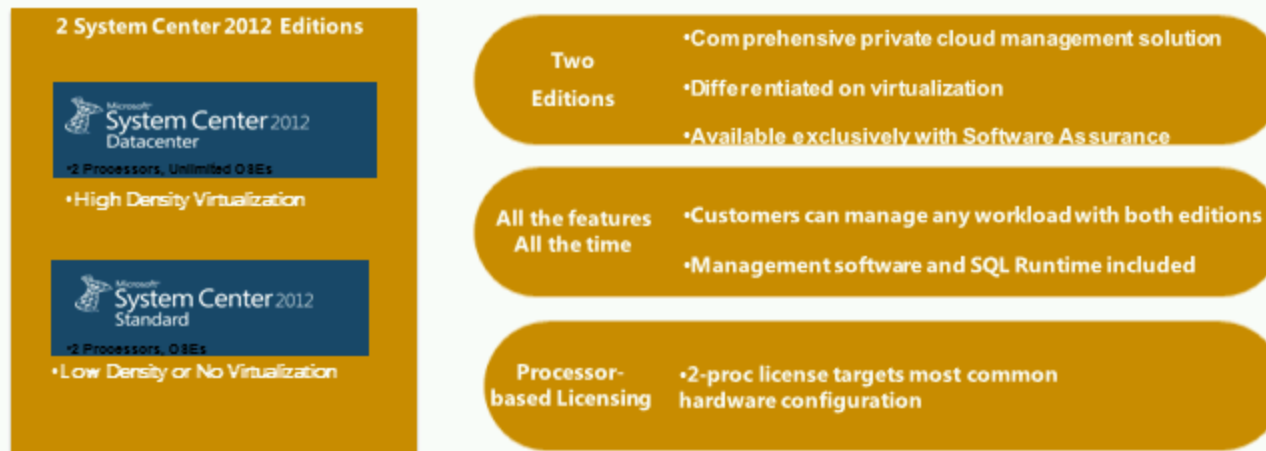 2 System Center 2012 Editions
Microsoft
System Center 2012
Datacenter
•2 Processors, Unlimited OSEs
•High Density Virtualization
Microsoft
System Center 2012
Standard
•2 Processors, OSEs
•Low Density or No Virtualization
Two
Editions
•Comprehensive private cloud management solution
•Differentiated on virtualization
•Available exclusively with Software Assurance
All the features
All the time
•Customers can manage any workload with both editions
•Management software and SQL Runtime included
Processor-
based Licensing
•2-proc license targets most common
hardware configuration